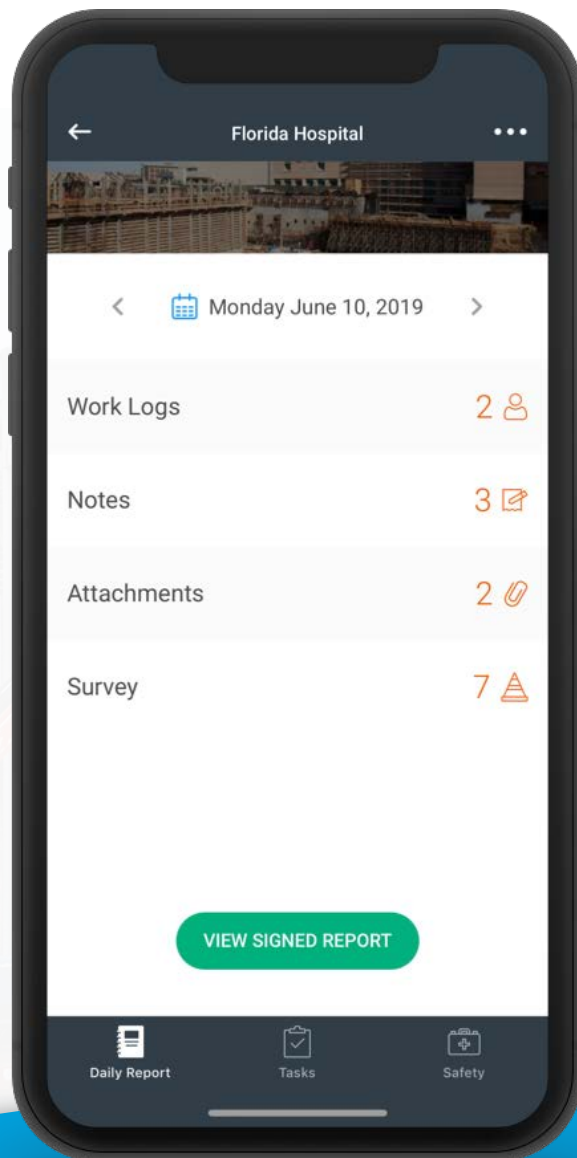 Florida Hospital
Monday June 10, 2019
Work Logs 2
Notes 3
Attachments 2
Survey 7
VIEW SIGNED REPORT
Daily Report Tasks Safety